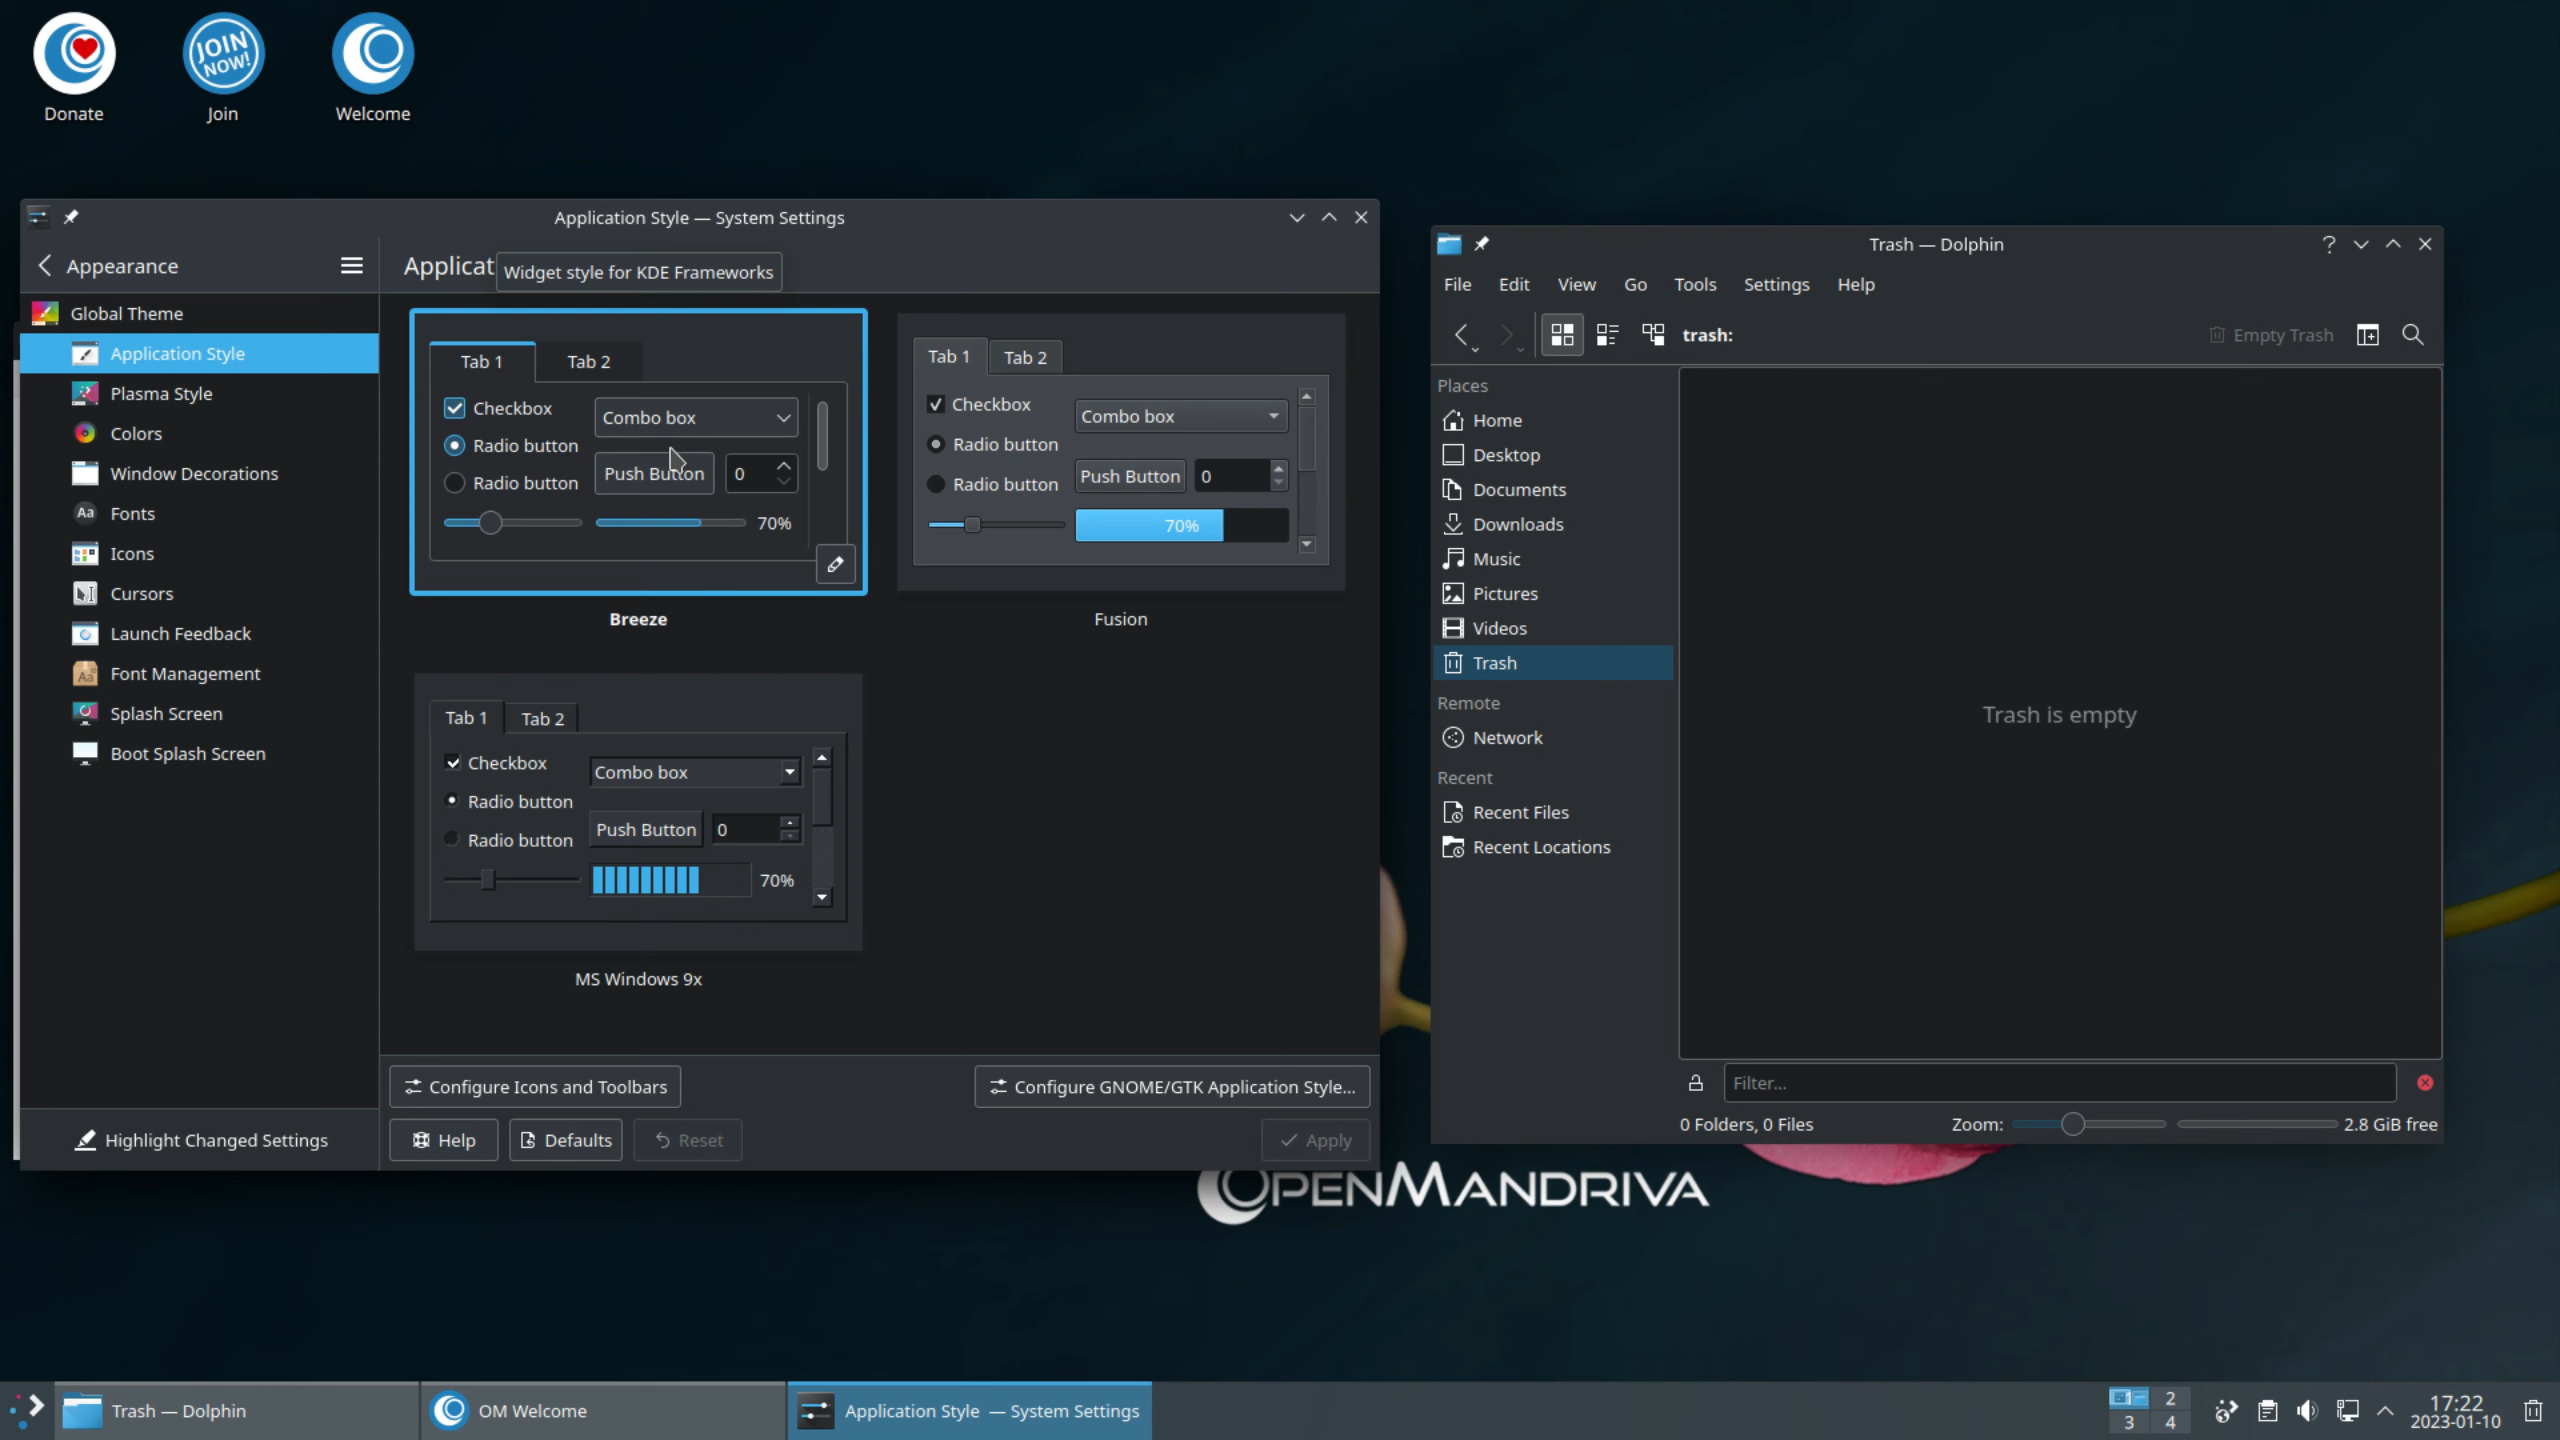 Donate
JOIN NOW!
Join
Welcome
Application Style — System Settings
Appearance
Applicat
Widget style for KDE Frameworks
Global Theme
Application Style
Plasma Style
Colors
Window Decorations
Aa Fonts
Icons
Cursors
Launch Feedback
Aa Font Management
Splash Screen
Boot Splash Screen
Highlight Changed Settings
Tab 1 Tab 2
Checkbox Combo box
Radio button
Push Button 0
Radio button
70%
Breeze
Tab 1 Tab 2
Checkbox Combo box
Radio button
Push Button 0
Radio button
70%
Fusion
Tab 1 Tab 2
Checkbox Combo box
Radio button
Push Button 0
Radio button
70%
MS Windows 9x
Configure Icons and Toolbars
Configure GNOME/GTK Application Style...
Help Defaults Reset Apply
Trash — Dolphin
File Edit View Go Tools Settings Help
trash: Empty Trash
Places
Home
Desktop
Documents
Downloads
Music
Pictures
Videos
Trash
Remote
Network
Recent
Recent Files
Recent Locations
Trash is empty
Filter...
0 Folders, 0 Files Zoom: 2.8 GiB free
OPENMANDRIVA
Trash — Dolphin
OM Welcome
Application Style — System Settings
1 2
3 4
17:22
2023-01-10